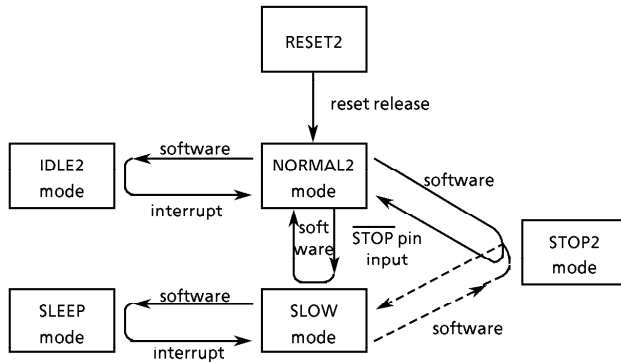 RESET2
reset release
IDLE2
mode
software
interrupt
NORMAL2
mode
software
soft
ware
STOP pin
input
STOP2
mode
SLEEP
mode
software
interrupt
SLOW
mode
software